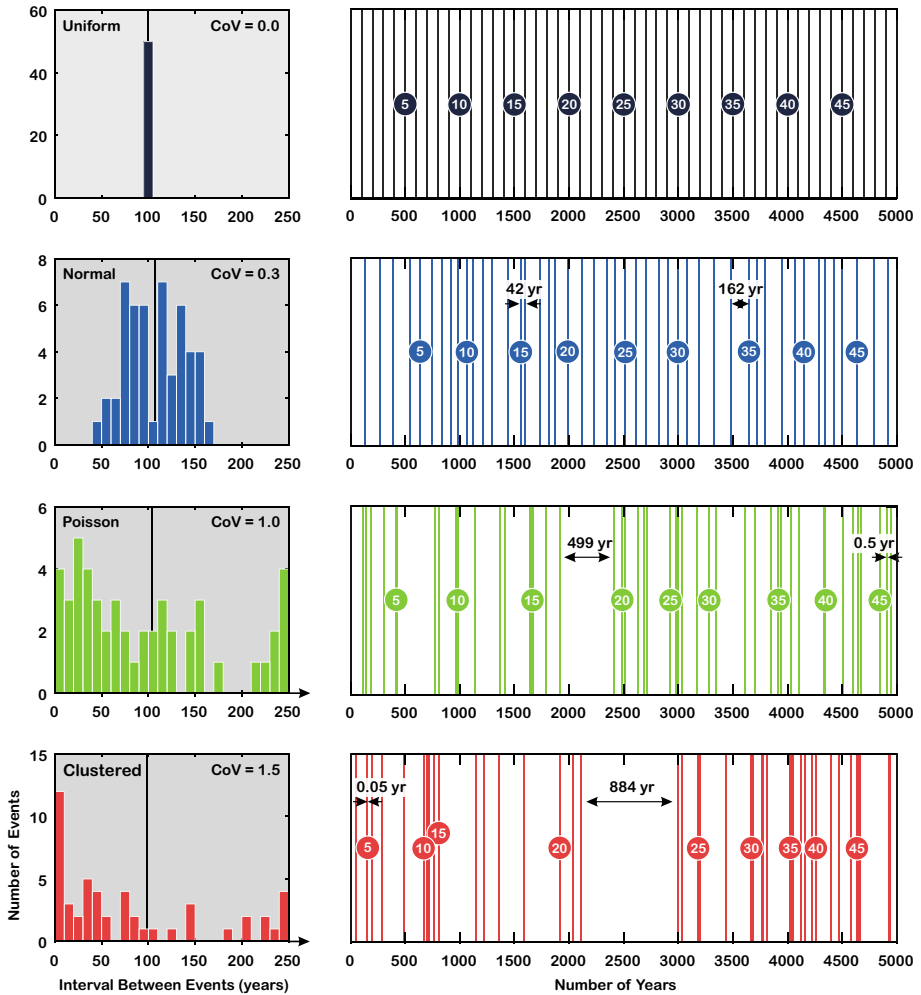 Uniform CoV = 0.0
60
40
20
0
0 50 100 150 200 250
5 10 15 20 25 30 35 40 45
0 500 1000 1500 2000 2500 3000 3500 4000 4500 5000
Normal CoV = 0.3
8
6
4
2
0
0 50 100 150 200 250
42 yr 162 yr
5 10 15 20 25 30 35 40 45
0 500 1000 1500 2000 2500 3000 3500 4000 4500 5000
Poisson CoV = 1.0
6
4
2
0
0 50 100 150 200 250
499 yr 0.5 yr
5 10 15 20 25 30 35 40 45
0 500 1000 1500 2000 2500 3000 3500 4000 4500 5000
Clustered CoV = 1.5
15
10
5
0
Number of Events
0 50 100 150 200 250
Interval Between Events (years)
0.05 yr 884 yr
5 10 15 20 25 30 35 40 45
0 500 1000 1500 2000 2500 3000 3500 4000 4500 5000
Number of Years